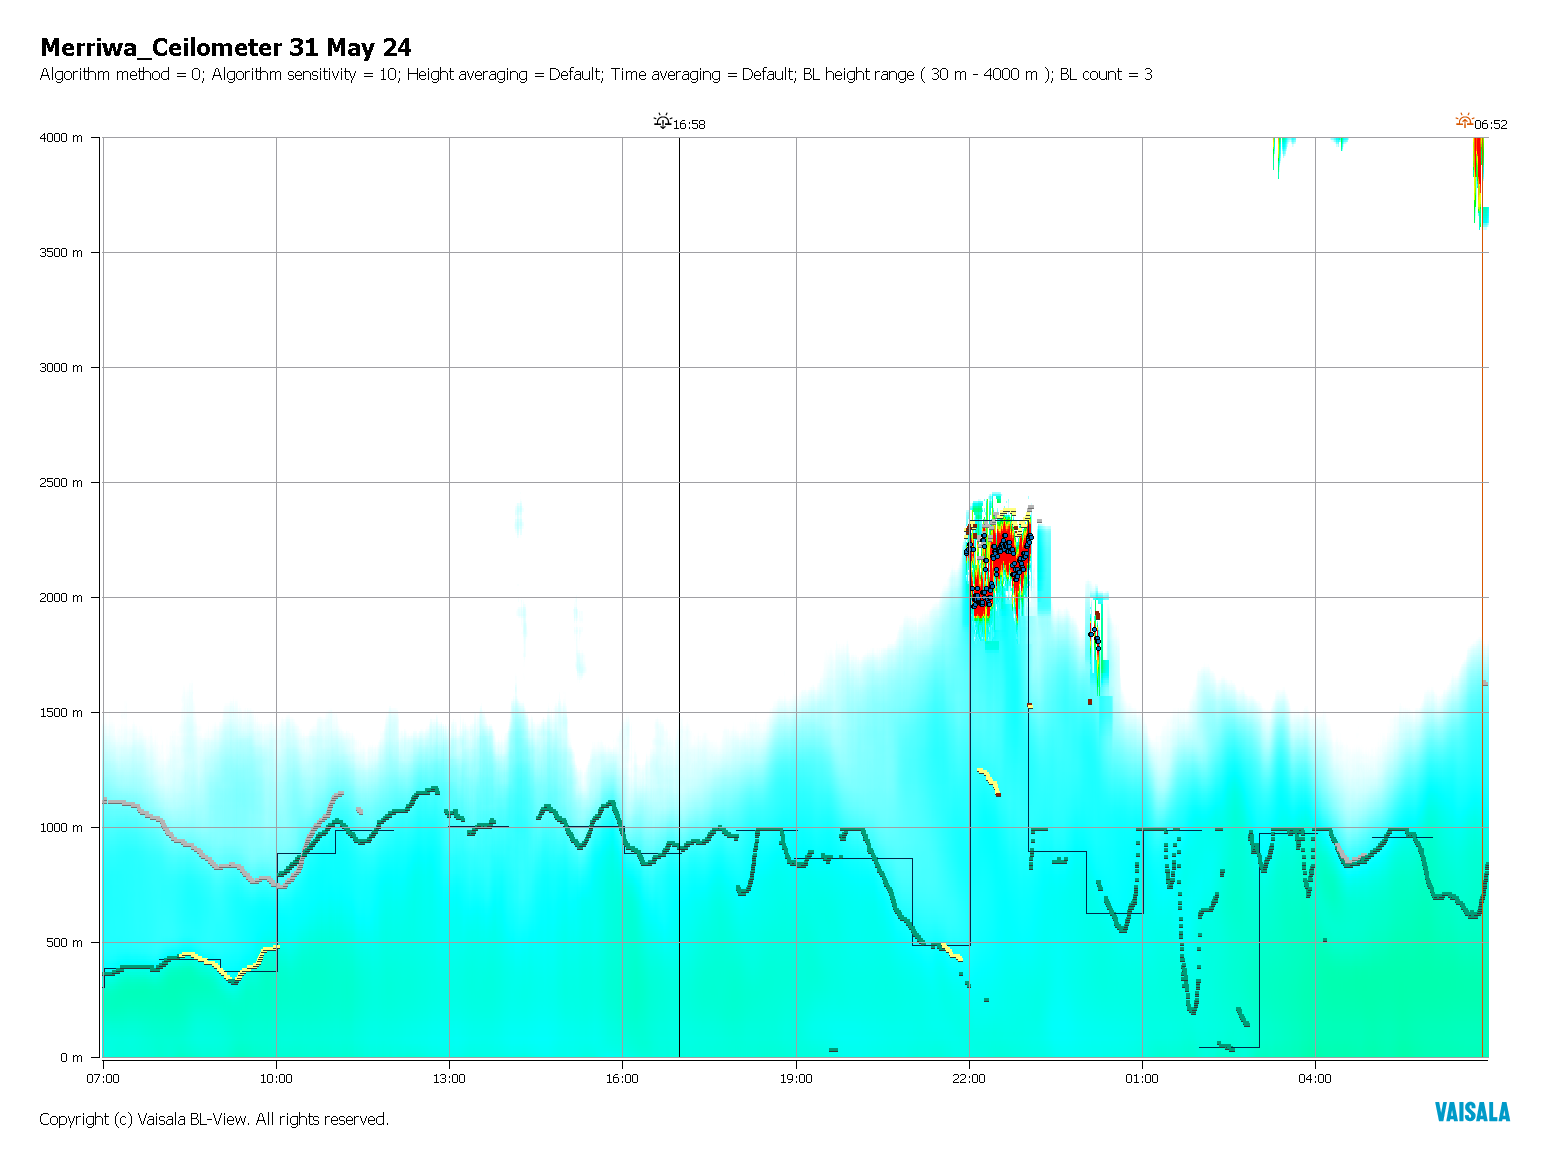 Merriwa_Ceilometer 31 May 24
Algorithm method = 0; Algorithm sensitivity = 10; Height averaging = Default; Time averaging = Default; BL height range ( 30 m - 4000 m ); BL count = 3
16:58
06:52
4000 m
3500 m
3000 m
2500 m
2000 m
1500 m
1000 m
500 m
0 m
07:00 10:00 13:00 16:00 19:00 22:00 01:00 04:00
Copyright (c) Vaisala BL-View. All rights reserved.
VAISALA